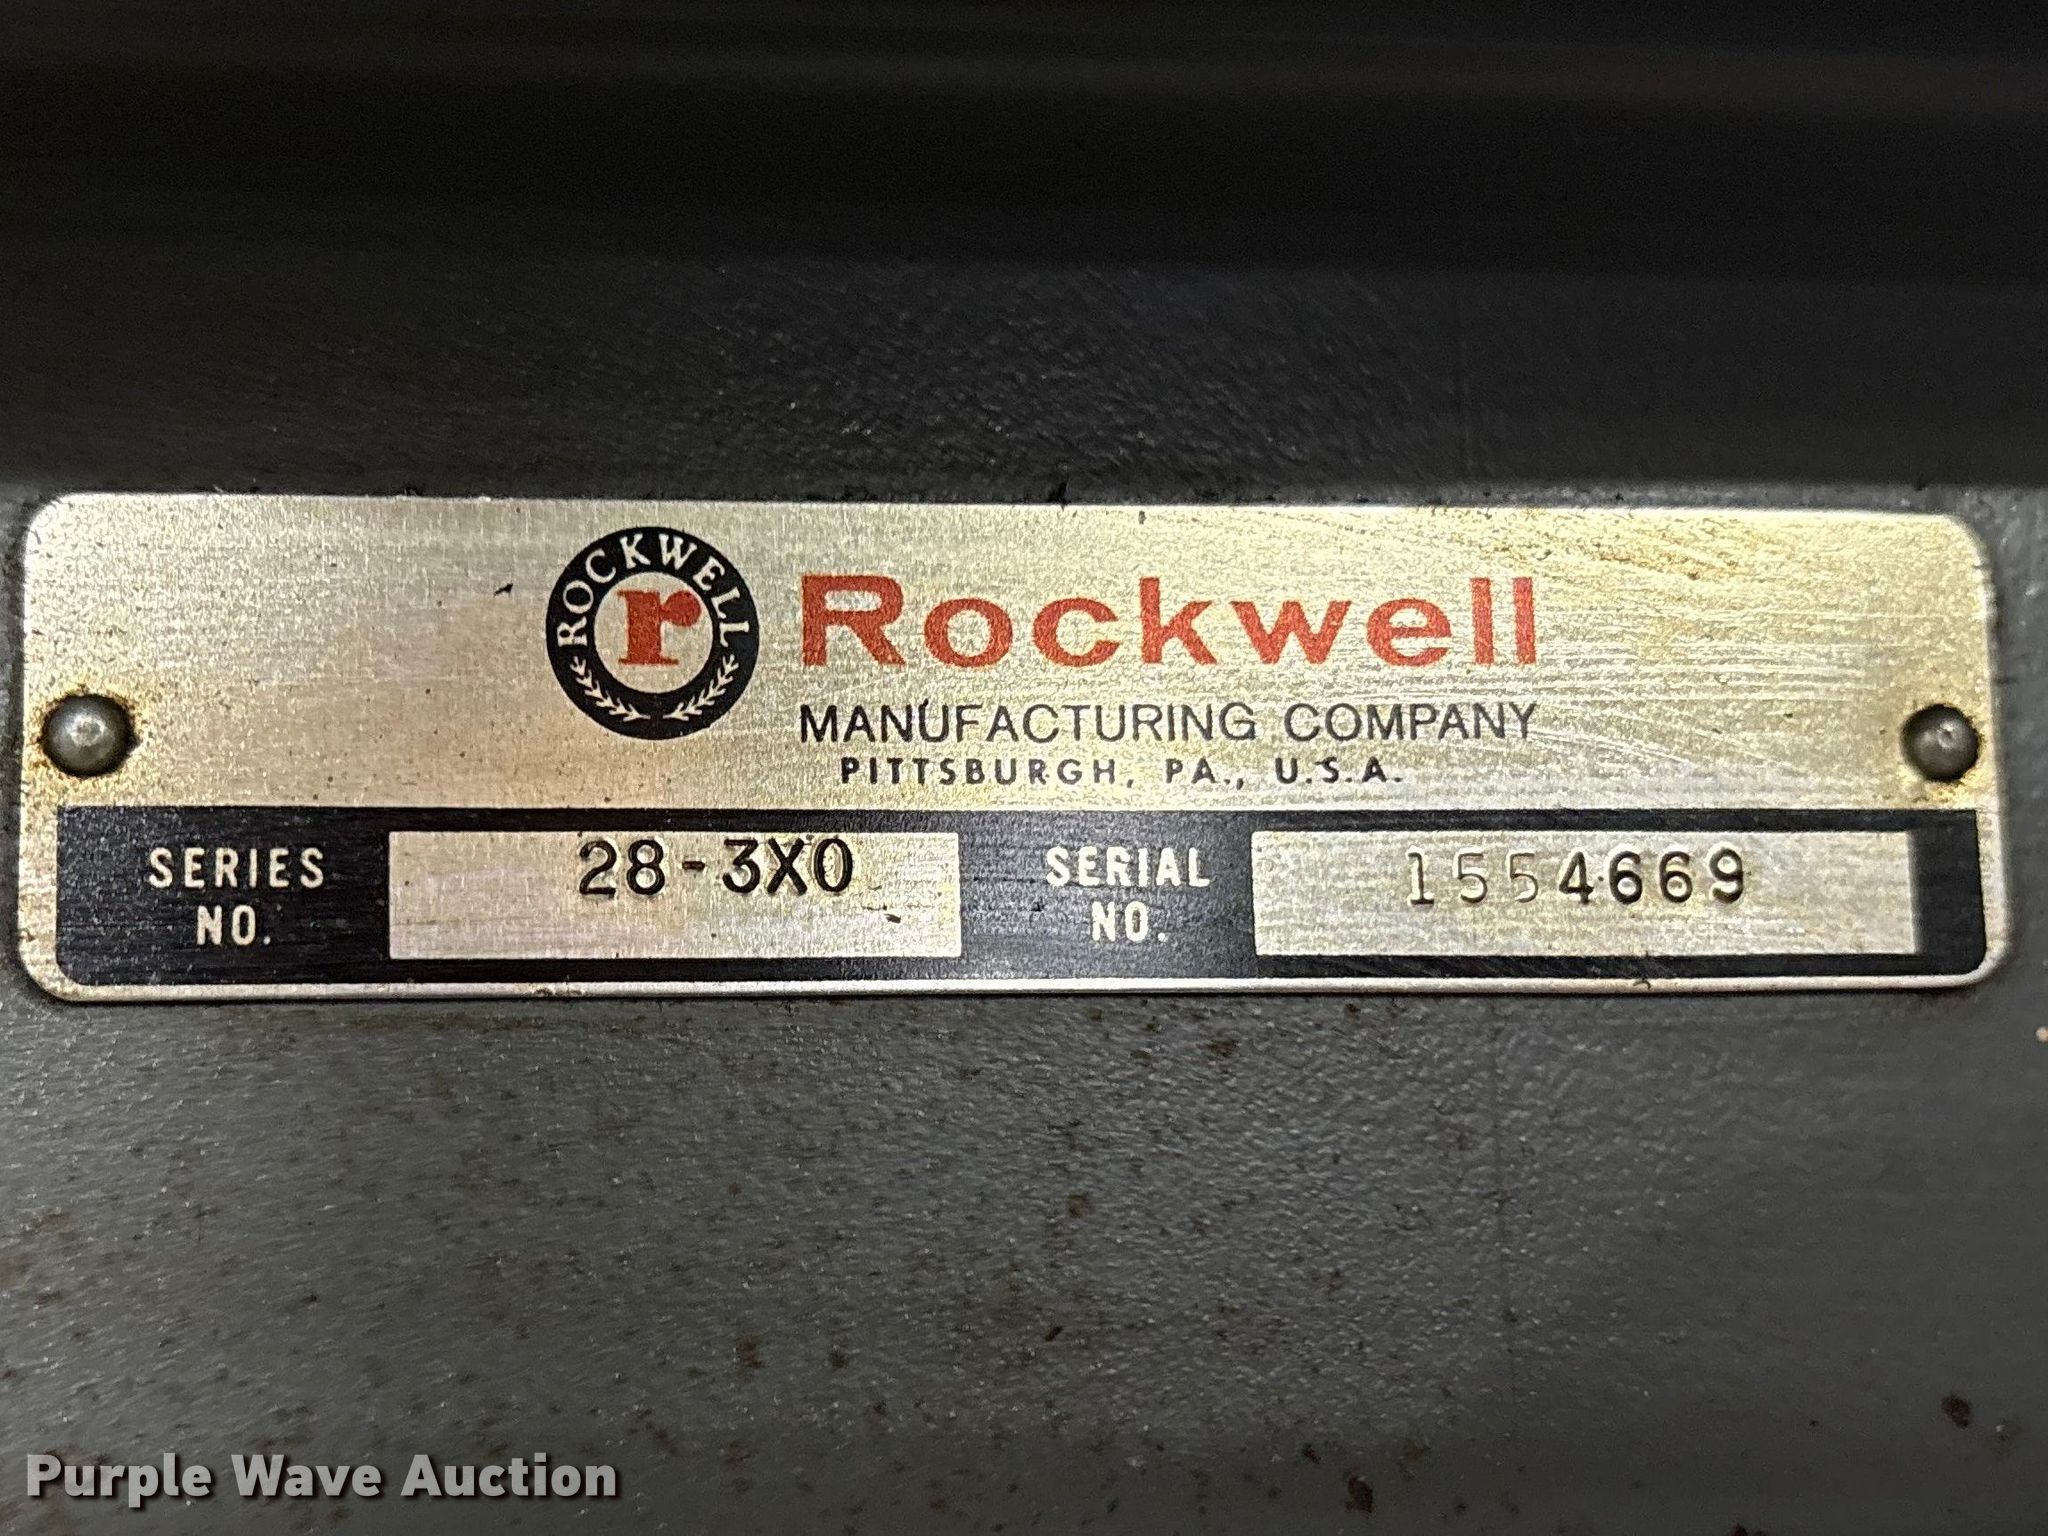 ROCKWELL
r
Rockwell
MANUFACTURING COMPANY
PITTSBURGH, PA., U.S.A.
SERIES NO. 28-3X0 SERIAL NO. 1554669
Purple Wave Auction